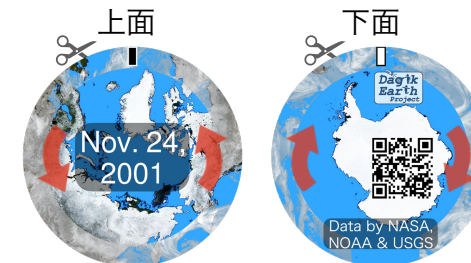 上面
下面
Nov. 24,
2001
Dagik
Earth
Project
Data by NASA,
NOAA & USGS